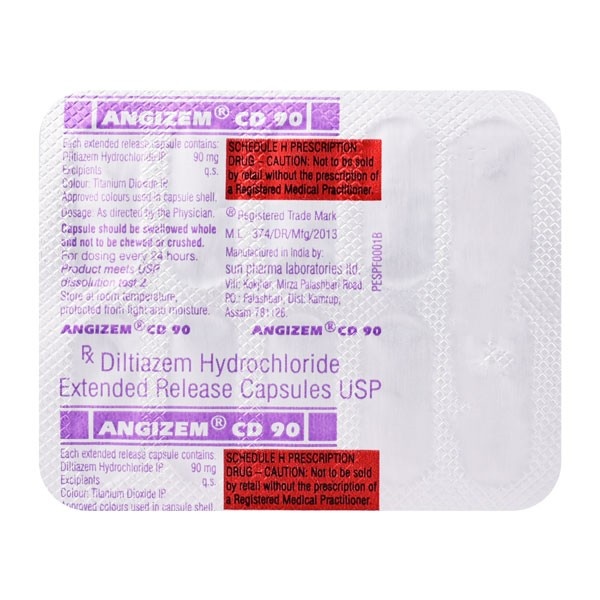 ANGIZEM® CD 90
Each extended release capsule contains:
Diltiazem Hydrochloride IP 90 mg
Excipients q.s.
Colour: Titanium Dioxide IP
Approved colours used in capsule shell.
Dosage: As directed by the Physician.
Capsule should be swallowed whole
and not to be chewed or crushed.
For dosing every 24 hours.
Product meets USP
dissolution test 2
Store at room temperature,
protected from light and moisture.
SCHEDULE H PRESCRIPTION
DRUG – CAUTION: Not to be sold
by retail without the prescription of
a Registered Medical Practitioner.
® Registered Trade Mark
M.L. 374/DR/Mfg/2013
Manufactured in India by:
sun pharma laboratories ltd.
Vill: Kokjhar, Mirza Palashbari Road.
PO.: Palashbari, Dist. Kamrup,
Assam 781128.
PESPF0001B
ANGIZEM® CD 90 ANGIZEM® CD 90
Rx Diltiazem Hydrochloride
Extended Release Capsules USP
ANGIZEM® CD 90
Each extended release capsule contains:
Diltiazem Hydrochloride IP 90 mg
Excipients q.s.
Colour: Titanium Dioxide IP
Approved colours used in capsule shell.
SCHEDULE H PRESCRIPTION
DRUG – CAUTION: Not to be sold
by retail without the prescription of
a Registered Medical Practitioner.